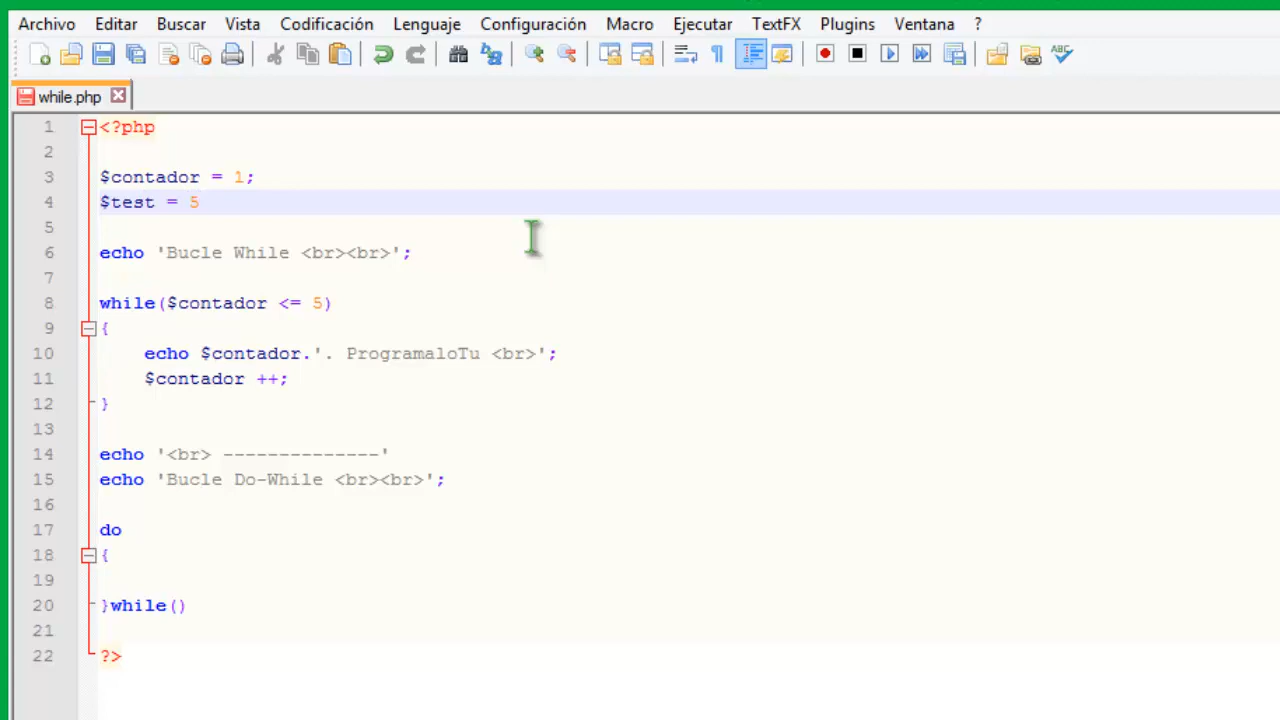 Archivo Editar Buscar Vista Codificación Lenguaje Configuración Macro Ejecutar TextFX Plugins Ventana ?
while.php
1 <?php
2
3 $contador = 1;
4 $test = 5
5
6 echo 'Bucle While <br><br>';
7
8 while($contador <= 5)
9 {
10 echo $contador.'. ProgramaloTu <br>';
11 $contador ++;
12 }
13
14 echo '<br> --------------'
15 echo 'Bucle Do-While <br><br>';
16
17 do
18 {
19
20 }while()
21
22 ?>